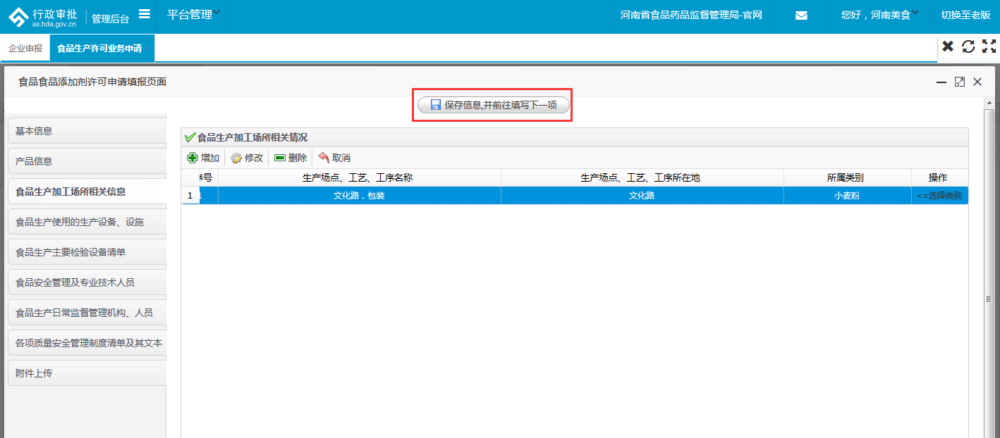 行政审批
as.hda.gov.cn
管理后台
平台管理
河南省食品药品监督管理局-官网
您好，河南美食
切换至老版
企业申报
食品生产许可业务申请
食品食品添加剂许可申请填报页面
保存信息,并前往填写下一项
基本信息
产品信息
食品生产加工场所相关信息
食品生产使用的生产设备、设施
食品生产主要检验设备清单
食品安全管理及专业技术人员
食品生产日常监督管理机构、人员
各项质量安全管理制度清单及其文本
附件上传
食品生产加工场所相关情况
增加 修改 删除 取消
序号 生产场点、工艺、工序名称 生产场点、工艺、工序所在地 所属类别 操作
1 1 文化路，包装 文化路 小麦粉 <=选择类别